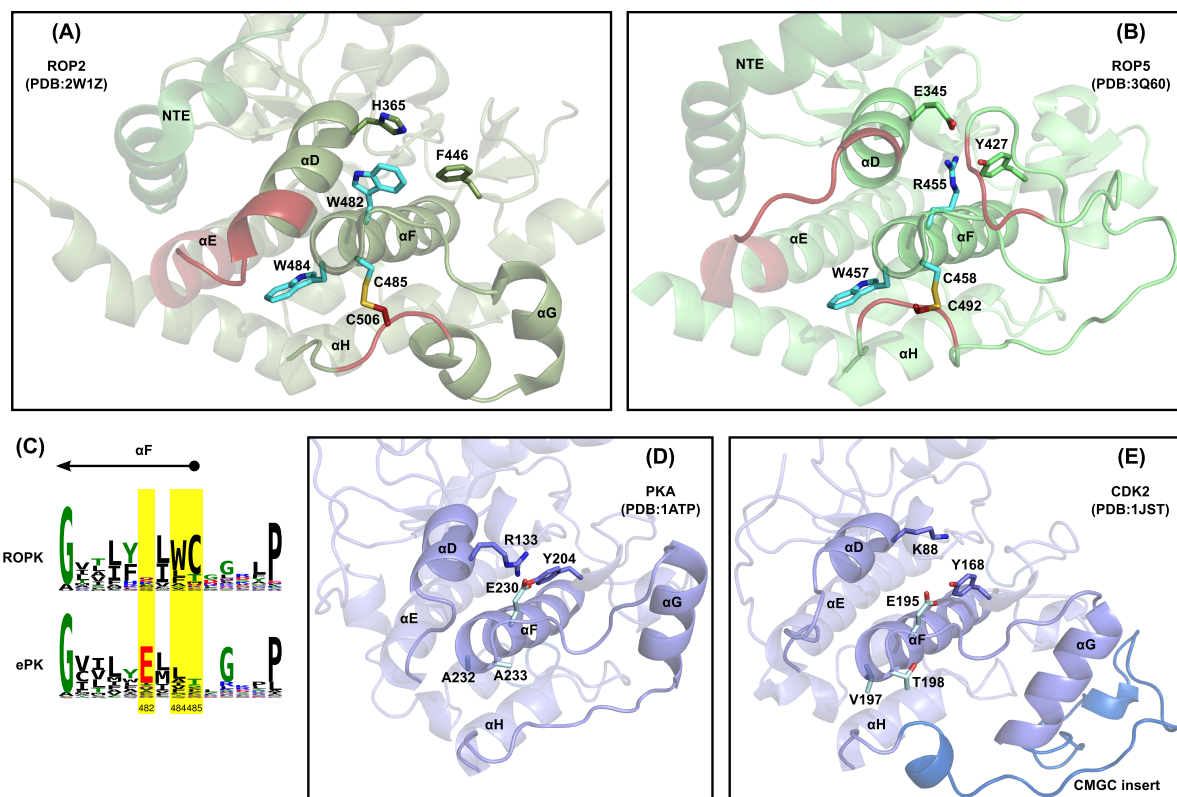 (A)
ROP2
(PDB:2W1Z)
NTE
H365
αD
F446
W482
αE
αF
W484
C485
C506
αG
αH
(B)
ROP5
(PDB:3Q60)
NTE
E345
αD
Y427
R455
αE
αF
W457
C458
C492
αH
(C)
αF
ROPK
ePK
482
484
485
(D)
PKA
(PDB:1ATP)
αD
R133
Y204
E230
αE
αG
αF
A232
A233
αH
(E)
CDK2
(PDB:1JST)
αD
K88
Y168
αE
E195
αF
αG
T198
V197
αH
CMGC insert